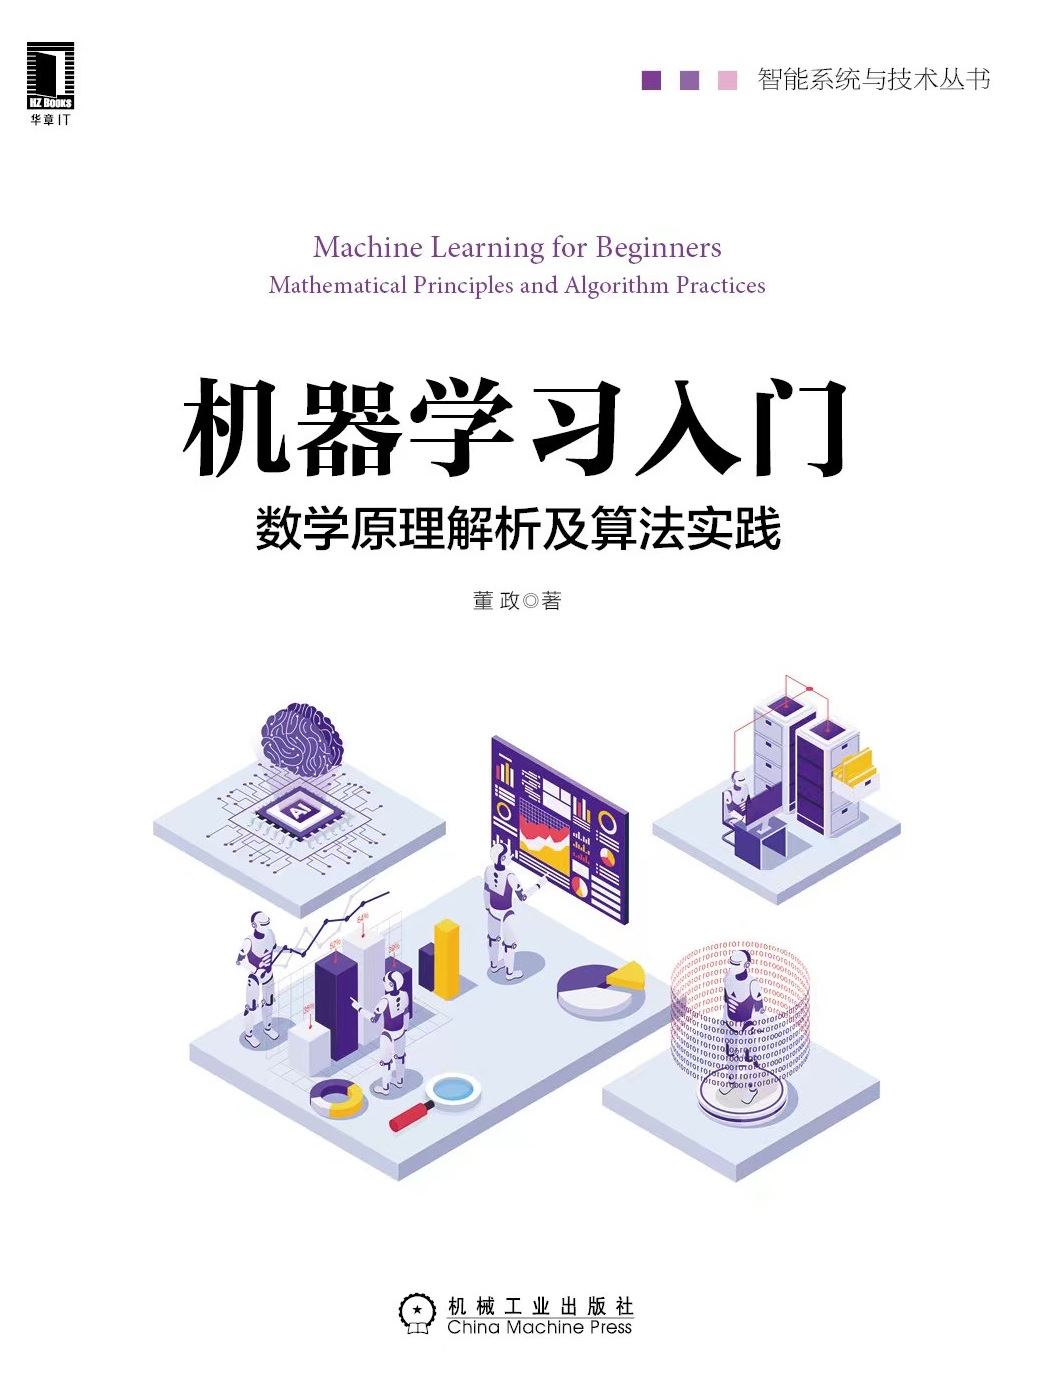 HZ Books
华章IT
智能系统与技术丛书
Machine Learning for Beginners
Mathematical Principles and Algorithm Practices
机器学习入门
数学原理解析及算法实践
董 政◎著
AI
机械工业出版社
China Machine Press